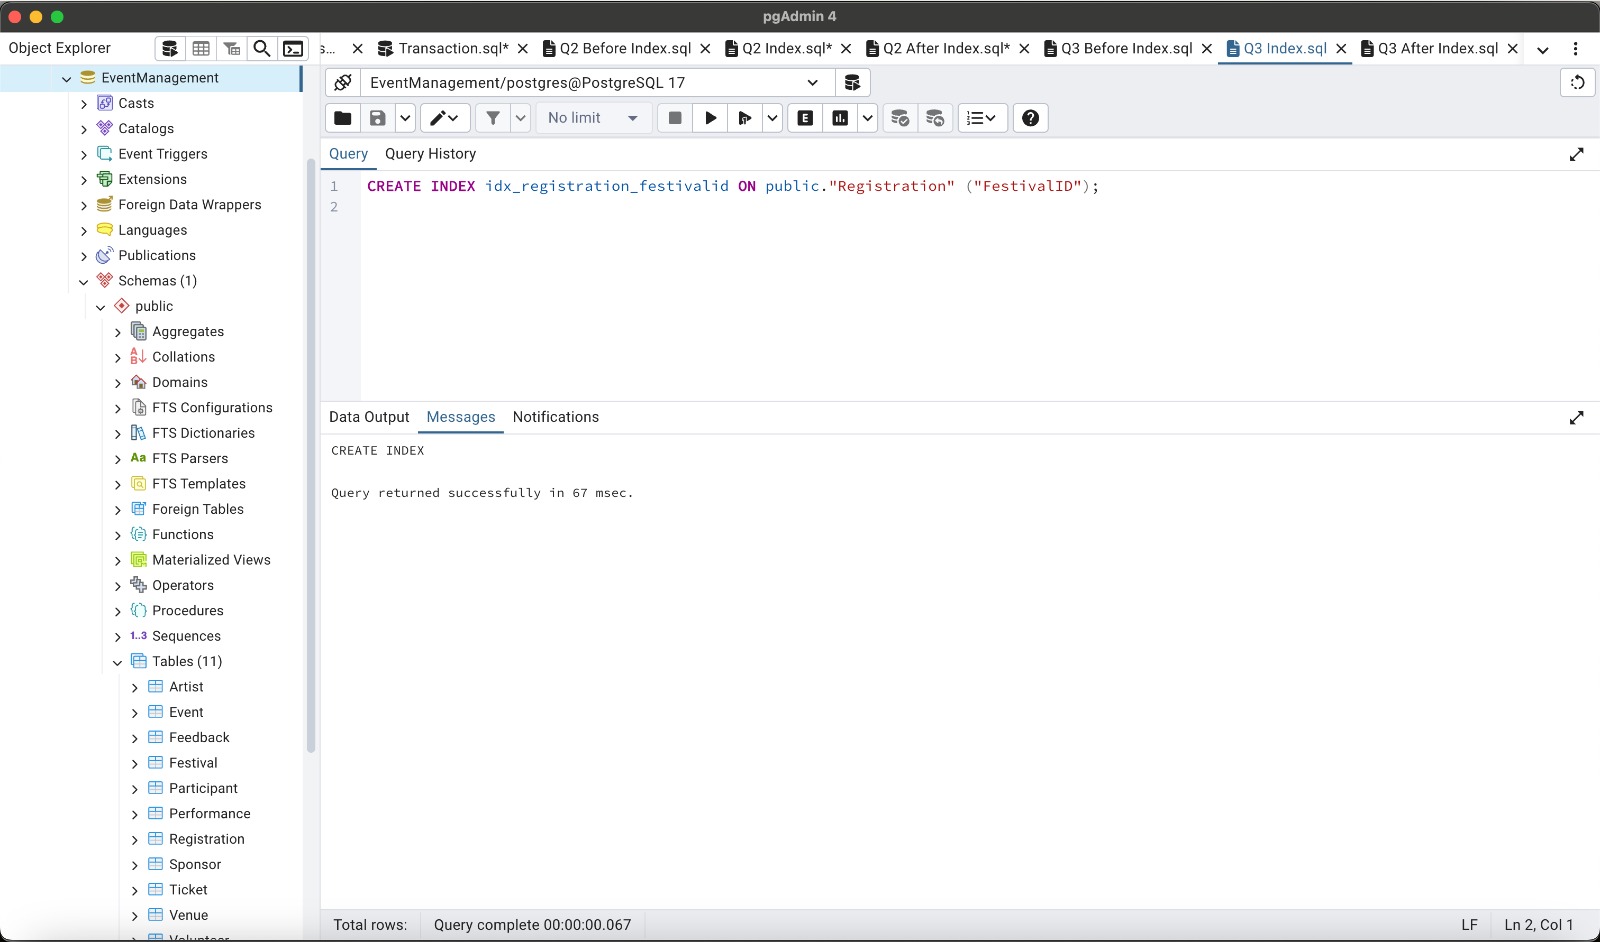 pgAdmin 4
Object Explorer
s... Transaction.sql* Q2 Before Index.sql Q2 Index.sql* Q2 After Index.sql* Q3 Before Index.sql Q3 Index.sql Q3 After Index.sql
EventManagement
Casts
Catalogs
Event Triggers
Extensions
Foreign Data Wrappers
Languages
Publications
Schemas (1)
public
Aggregates
Collations
Domains
FTS Configurations
FTS Dictionaries
Aa FTS Parsers
FTS Templates
Foreign Tables
Functions
Materialized Views
Operators
Procedures
1..3 Sequences
Tables (11)
Artist
Event
Feedback
Festival
Participant
Performance
Registration
Sponsor
Ticket
Venue
Volunteer
EventManagement/postgres@PostgreSQL 17
No limit
E
Query Query History
1 CREATE INDEX idx_registration_festivalid ON public."Registration" ("FestivalID");
2
Data Output Messages Notifications
CREATE INDEX
Query returned successfully in 67 msec.
Total rows: Query complete 00:00:00.067 LF Ln 2, Col 1